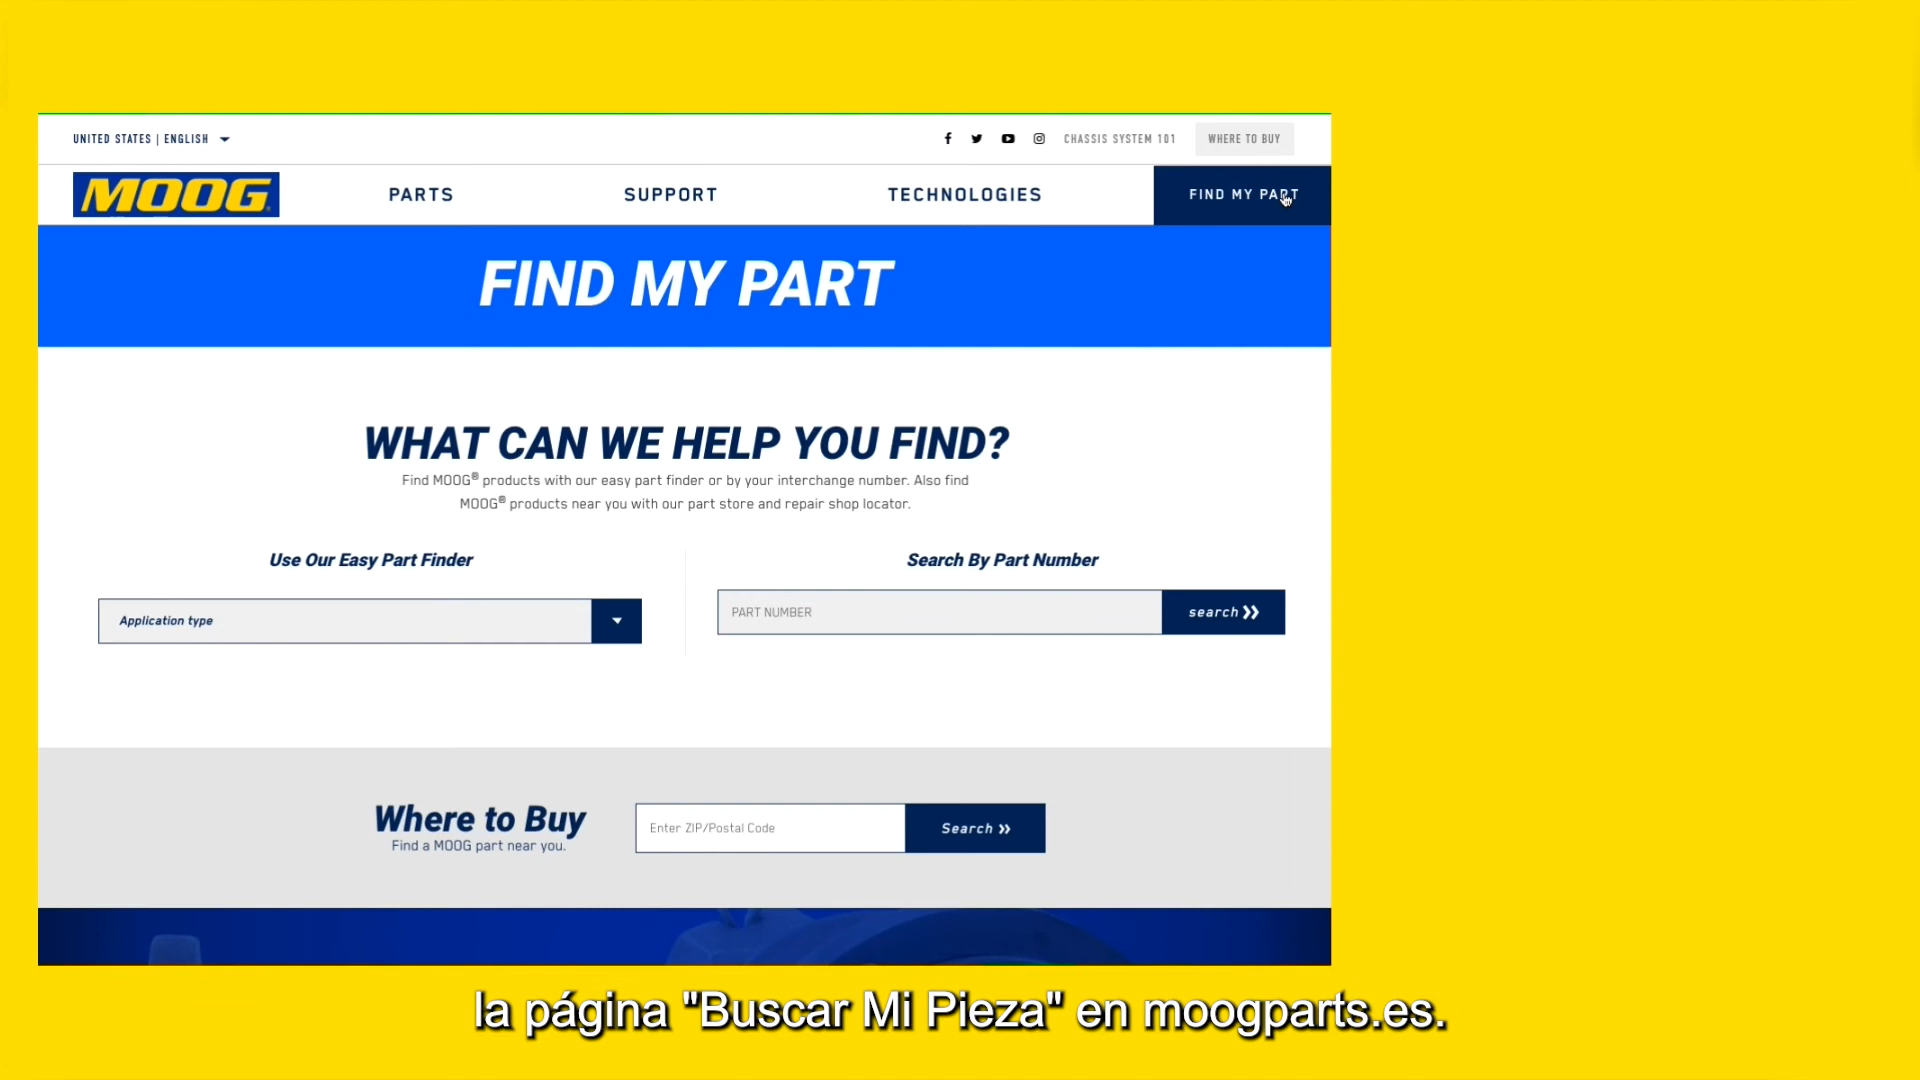 UNITED STATES | ENGLISH
CHASSIS SYSTEM 101
WHERE TO BUY
MOOG®
PARTS
SUPPORT
TECHNOLOGIES
FIND MY PART
FIND MY PART
WHAT CAN WE HELP YOU FIND?
Find MOOG® products with our easy part finder or by your interchange number. Also find
MOOG® products near you with our part store and repair shop locator.
Use Our Easy Part Finder
Application type
Search By Part Number
PART NUMBER
search
Where to Buy
Find a MOOG part near you.
Enter ZIP/Postal Code
Search
la página "Buscar Mi Pieza" en moogparts.es.